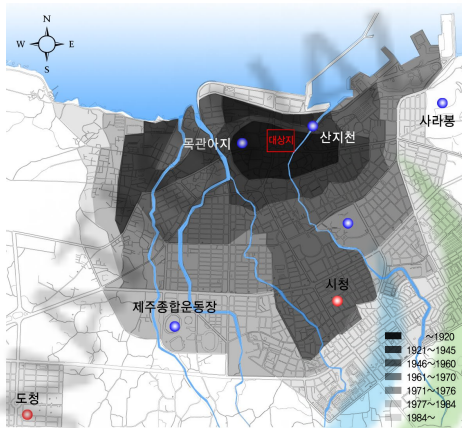 N
W E
S
사라봉
목관아지
대상지
산지천
시청
제주종합운동장
도청
~1920
1921~1945
1946~1960
1961~1970
1971~1976
1977~1984
1984~